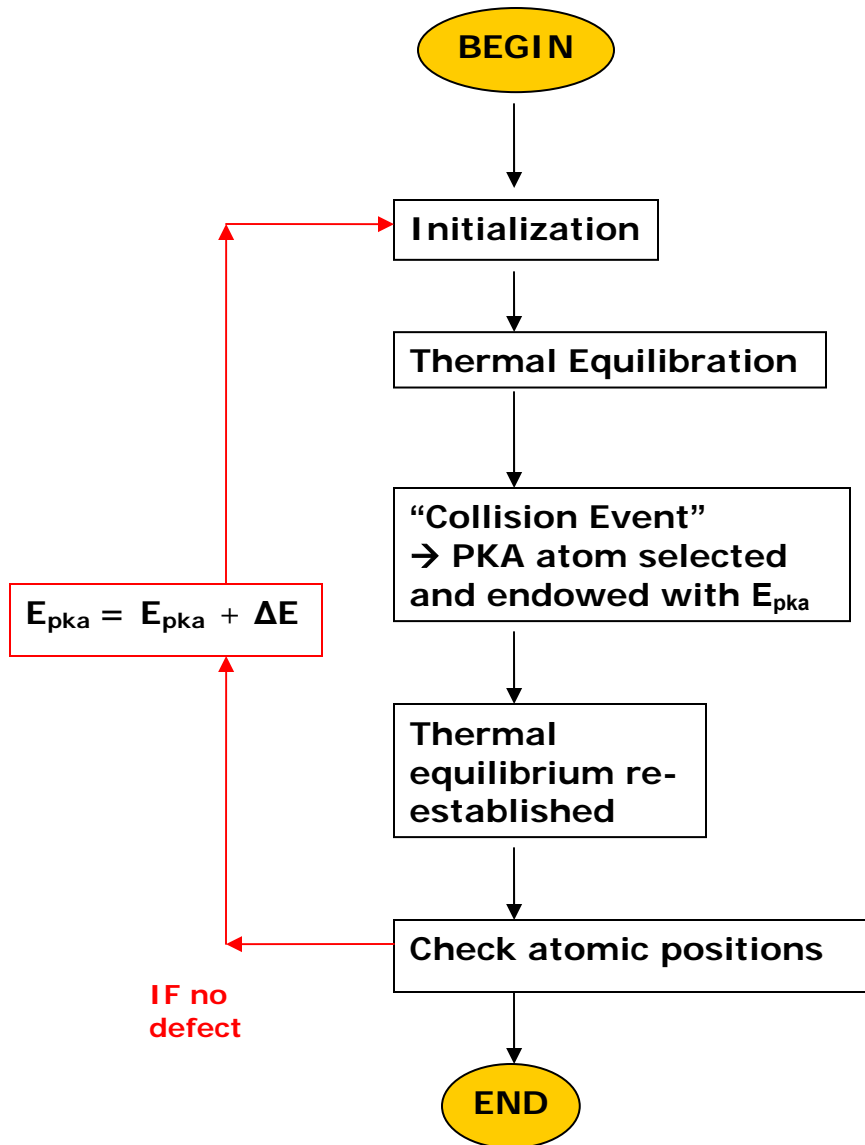 BEGIN
Initialization
Thermal Equilibration
“Collision Event”
→ PKA atom selected
and endowed with Epka
Epka = Epka + ΔE
Thermal
equilibrium re-
established
Check atomic positions
IF no
defect
END